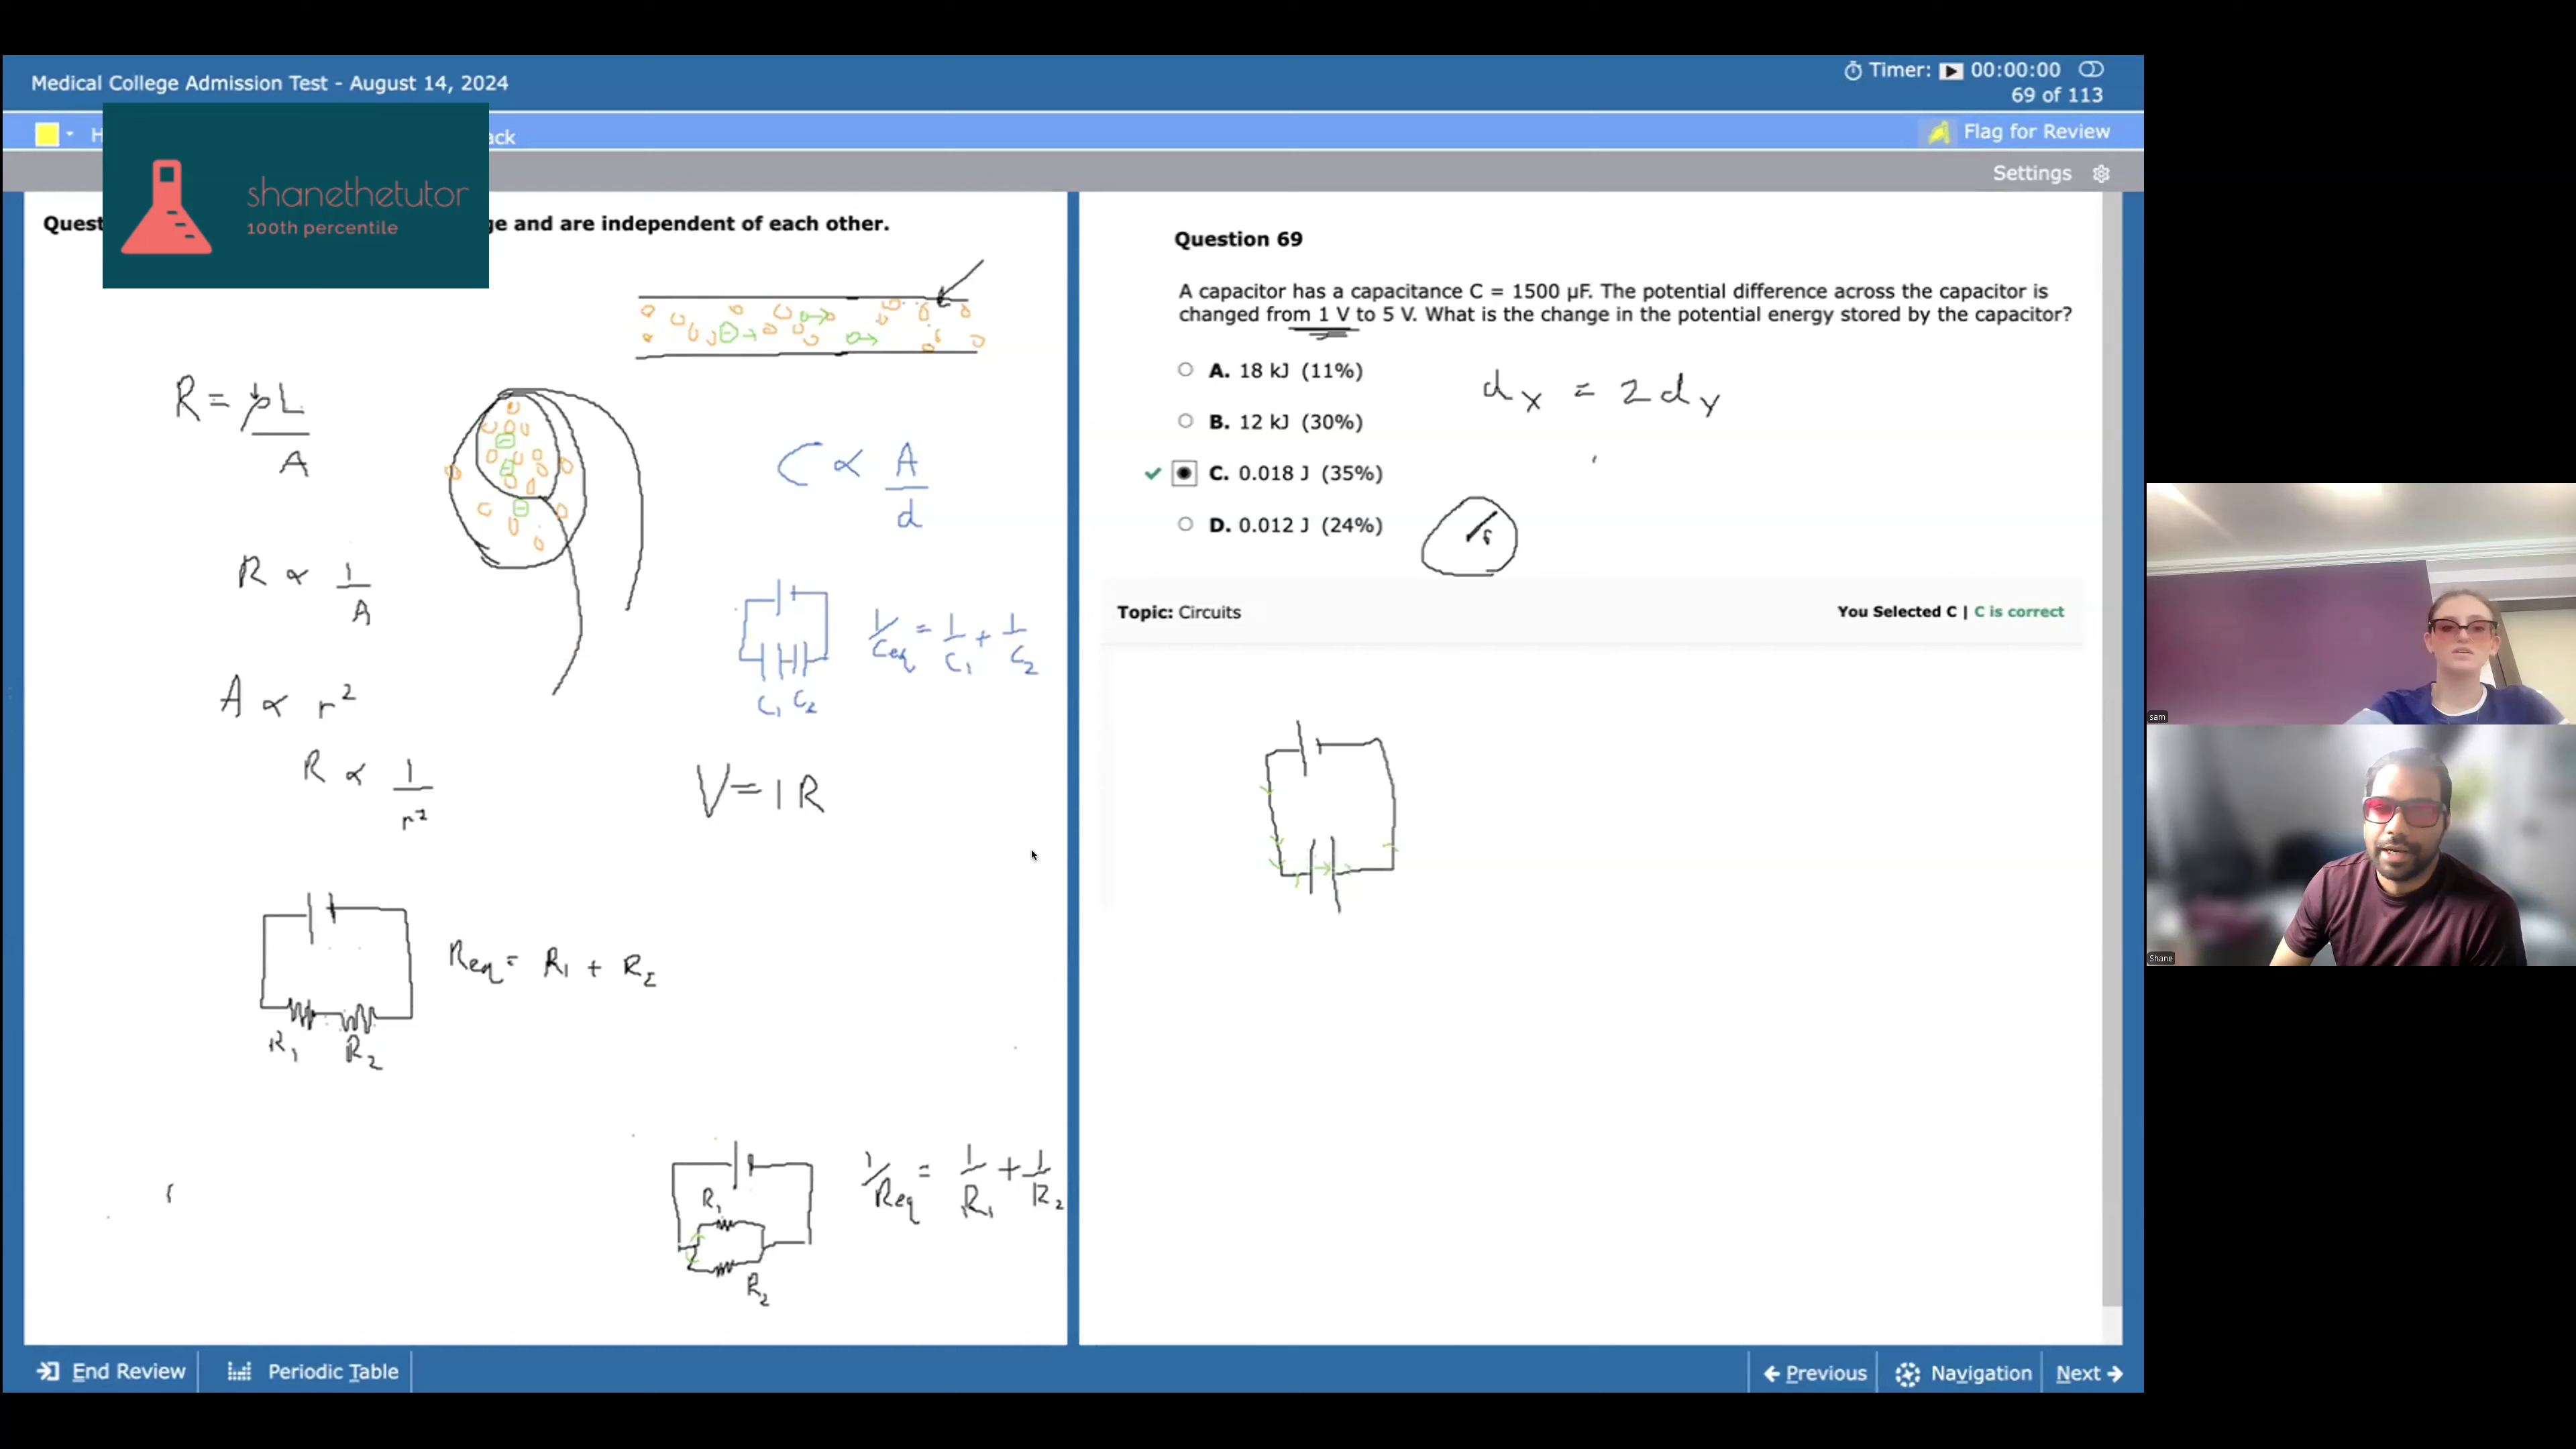 Medical College Admission Test - August 14, 2024
Timer: 00:00:00
69 of 113
H
ack
Flag for Review
Settings
shanethetutor
100th percentile
Quest
ge and are independent of each other.
R = ρL
A
R ∝ 1
A
A ∝ r²
R ∝ 1
r²
C ∝ A
d
1/Ceq = 1/C₁ + 1/C₂
C₁ C₂
V = IR
Req = R₁ + R₂
R₁ R₂
R₁
R₂
1/Req = 1/R₁ + 1/R₂
Question 69
A capacitor has a capacitance C = 1500 μF. The potential difference across the capacitor is
changed from 1 V to 5 V. What is the change in the potential energy stored by the capacitor?
A. 18 kJ (11%)
B. 12 kJ (30%)
C. 0.018 J (35%)
D. 0.012 J (24%)
dx = 2dy
r
Topic: Circuits
You Selected C | C is correct
End Review
Periodic Table
Previous
Navigation
Next
sam
Shane